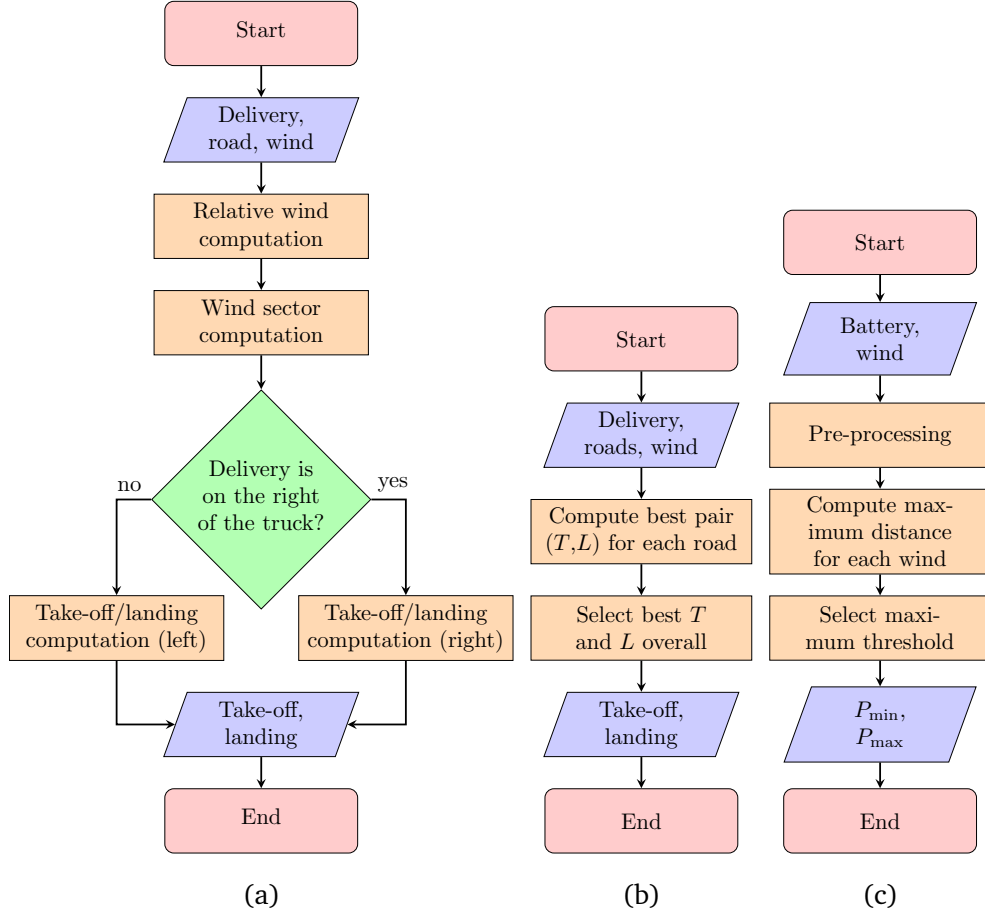 Start
Delivery,
road, wind
Relative wind
computation
Wind sector
computation
Delivery is
on the right
of the truck?
no
yes
Take-off/landing
computation (left)
Take-off/landing
computation (right)
Take-off,
landing
End
(a)
Start
Delivery,
roads, wind
Compute best pair
(T,L) for each road
Select best T
and L overall
Take-off,
landing
End
(b)
Start
Battery,
wind
Pre-processing
Compute max-
imum distance
for each wind
Select maxi-
mum threshold
P_min,
P_max
End
(c)